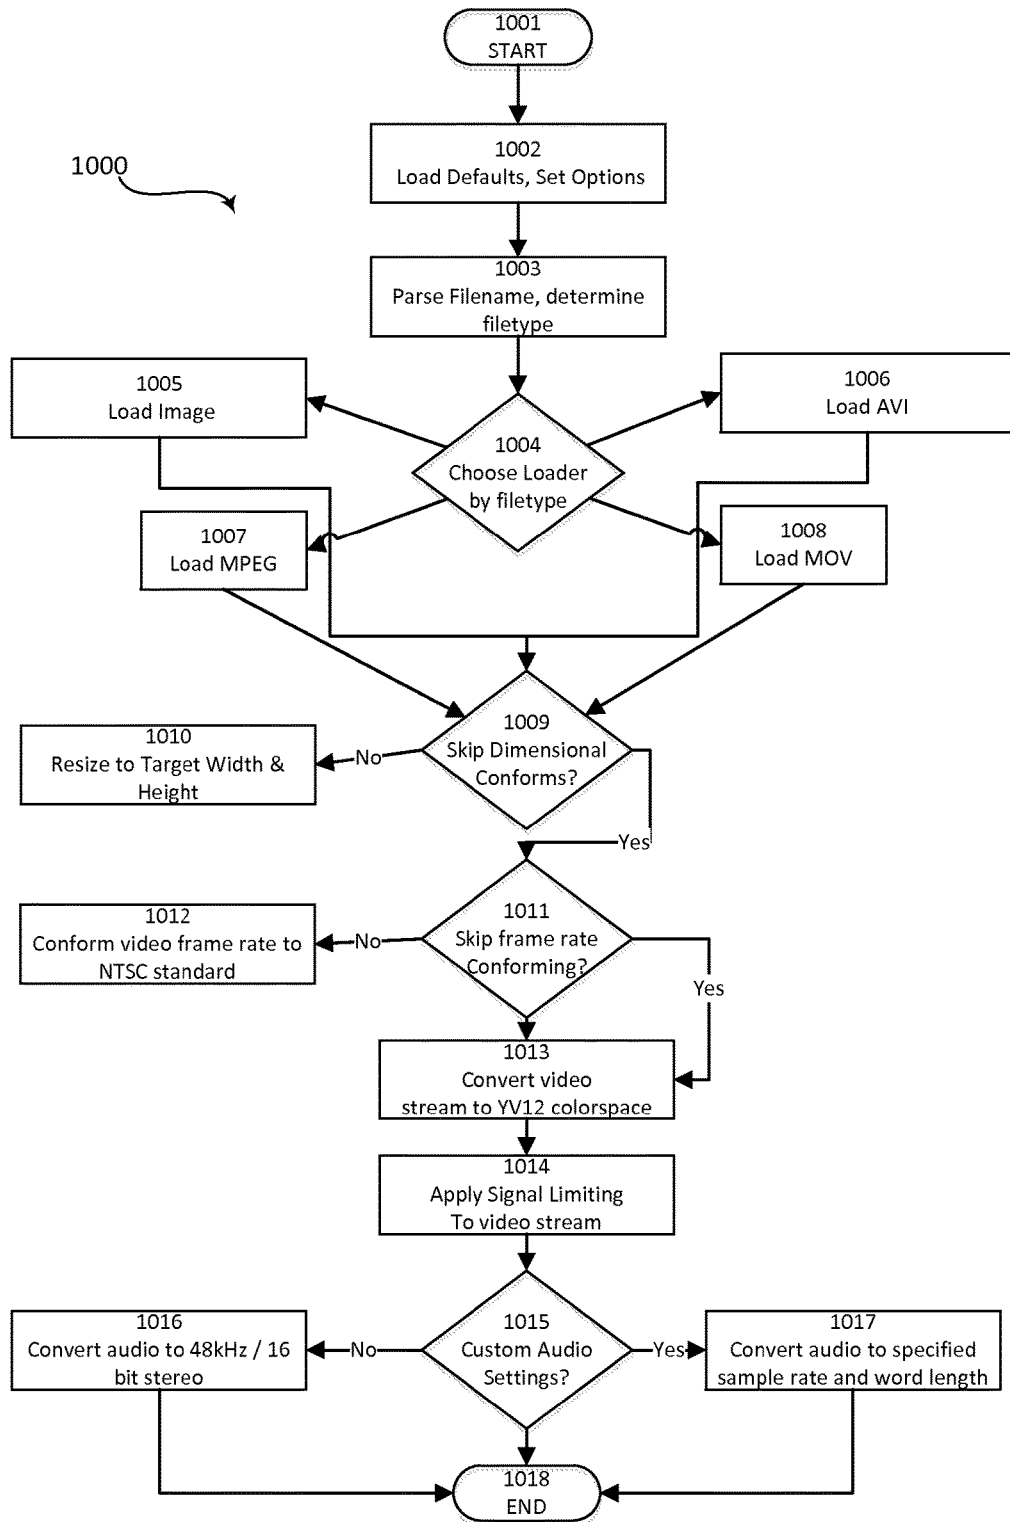 1001
START
1002
Load Defaults, Set Options
1000
1003
Parse Filename, determine
filetype
1005
Load Image
1006
Load AVI
1004
Choose Loader
by filetype
1007
Load MPEG
1008
Load MOV
1009
Skip Dimensional
Conforms?
No
1010
Resize to Target Width &
Height
Yes
1011
Skip frame rate
Conforming?
No
1012
Conform video frame rate to
NTSC standard
Yes
1013
Convert video
stream to YV12 colorspace
1014
Apply Signal Limiting
To video stream
1015
Custom Audio
Settings?
No
1016
Convert audio to 48kHz / 16
bit stereo
Yes
1017
Convert audio to specified
sample rate and word length
1018
END